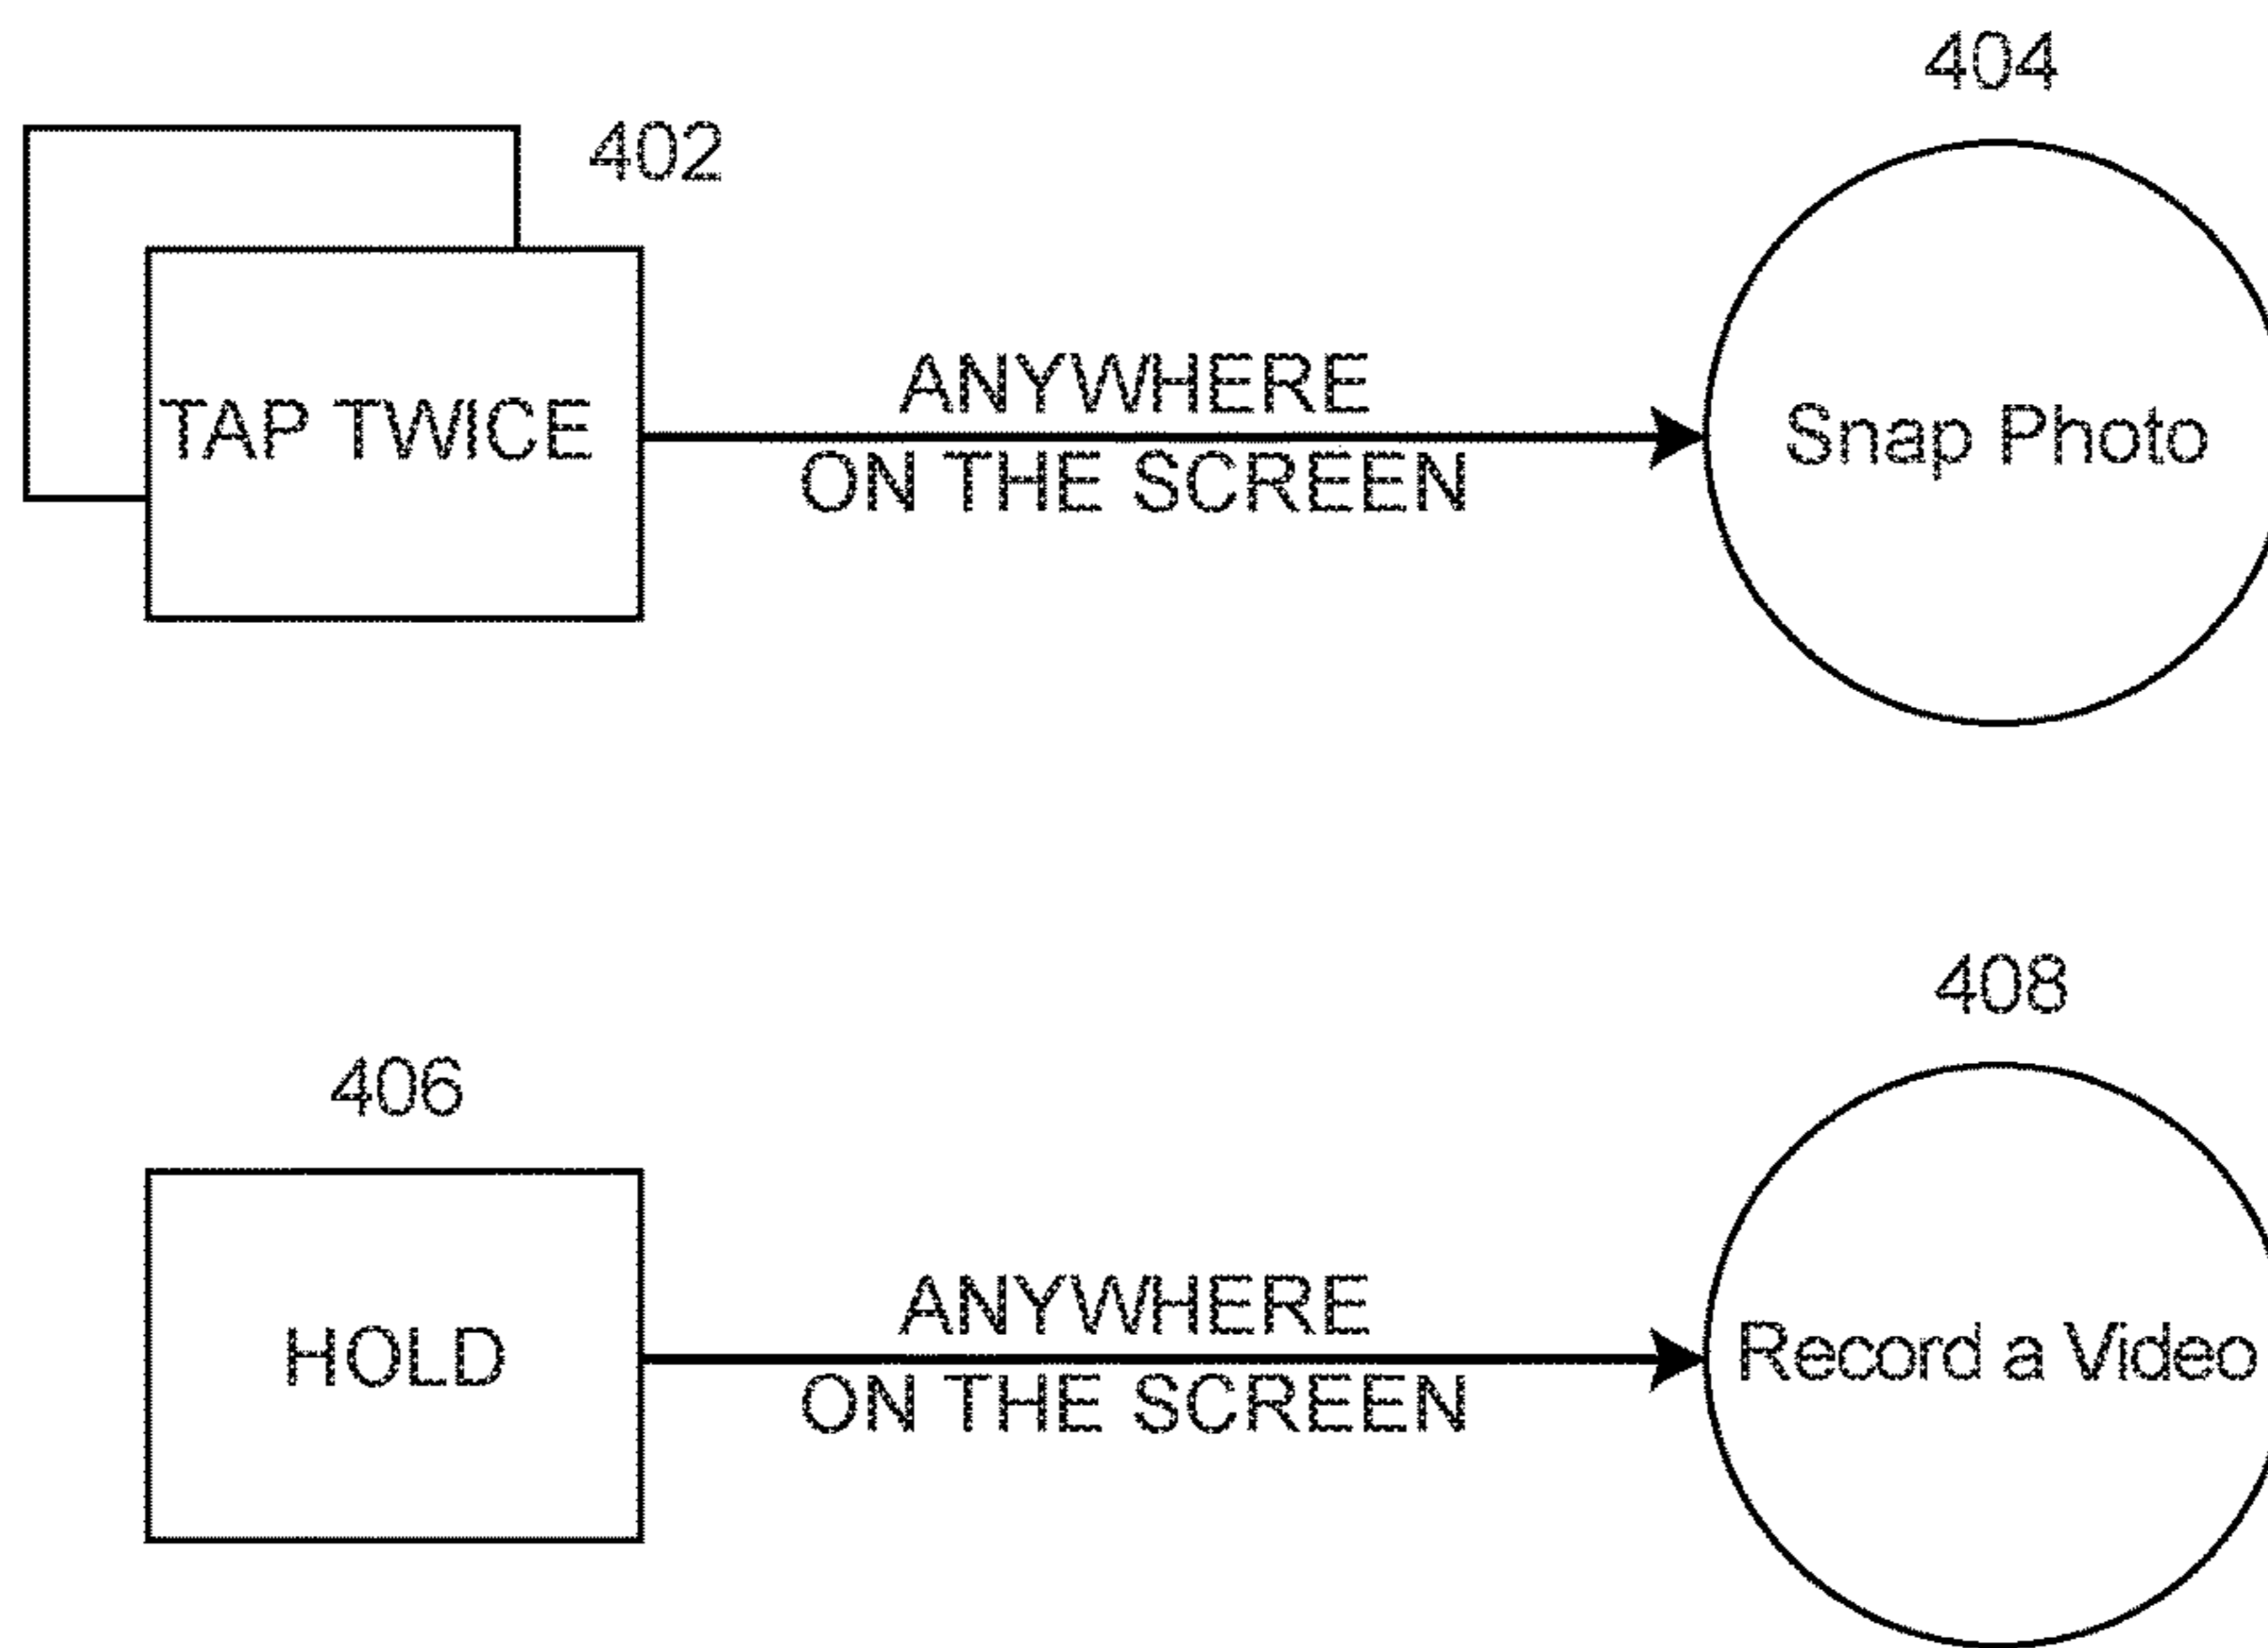 404
402
TAP TWICE
ANYWHERE
ON THE SCREEN
Snap Photo
408
406
HOLD
ANYWHERE
ON THE SCREEN
Record a Video